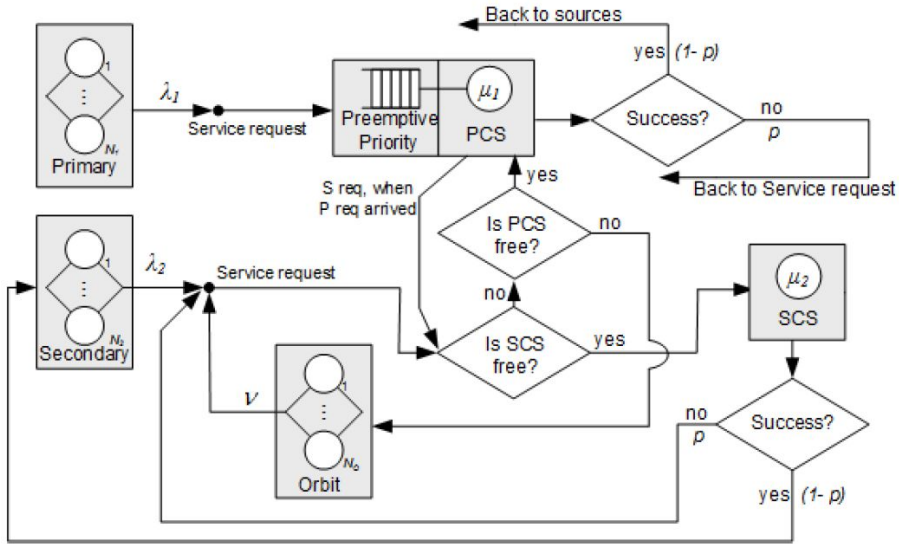 Back to sources
yes (1- p)
1
⋮
N₁
Primary
λ₁
Service request
Preemptive
Priority
μ₁
PCS
Success?
no
p
Back to Service request
S req, when
P req arrived
yes
Is PCS
free?
no
1
⋮
N₂
Secondary
λ₂
Service request
no
Is SCS
free?
yes
μ₂
SCS
1
⋮
Orbit
ν
no
p
Success?
yes (1- p)